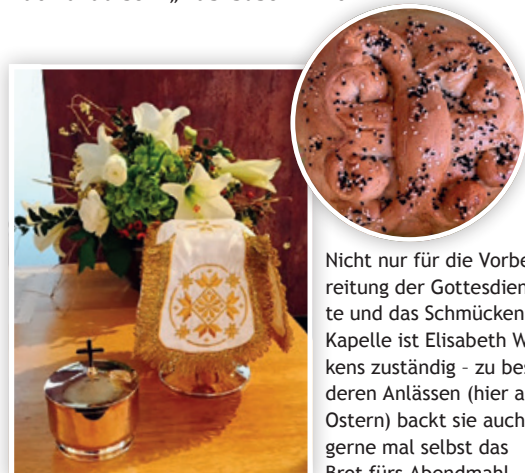 Nicht nur für die Vorbe
reitung der Gottesdien
te und das Schmücken
Kapelle ist Elisabeth W
kens zuständig – zu bes
deren Anlässen (hier a
Ostern) backt sie auch
gerne mal selbst das
Brot fürs Abendmahl